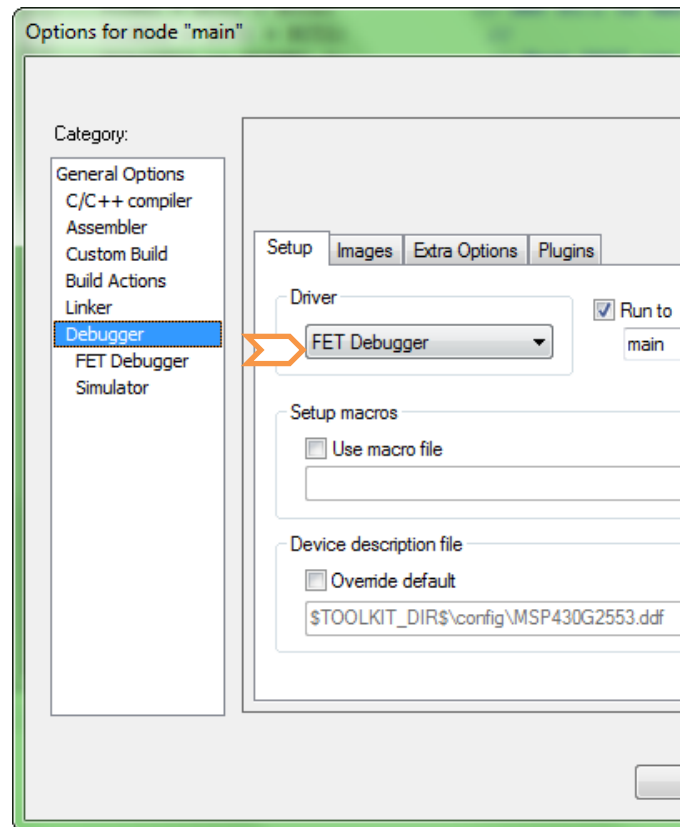 Options for node "main"
Category:
General Options
C/C++ compiler
Assembler
Custom Build
Build Actions
Linker
Debugger
FET Debugger
Simulator
Setup
Images
Extra Options
Plugins
Driver
FET Debugger
Run to
main
Setup macros
Use macro file
Device description file
Override default
$TOOLKIT_DIR$\config\MSP430G2553.ddf